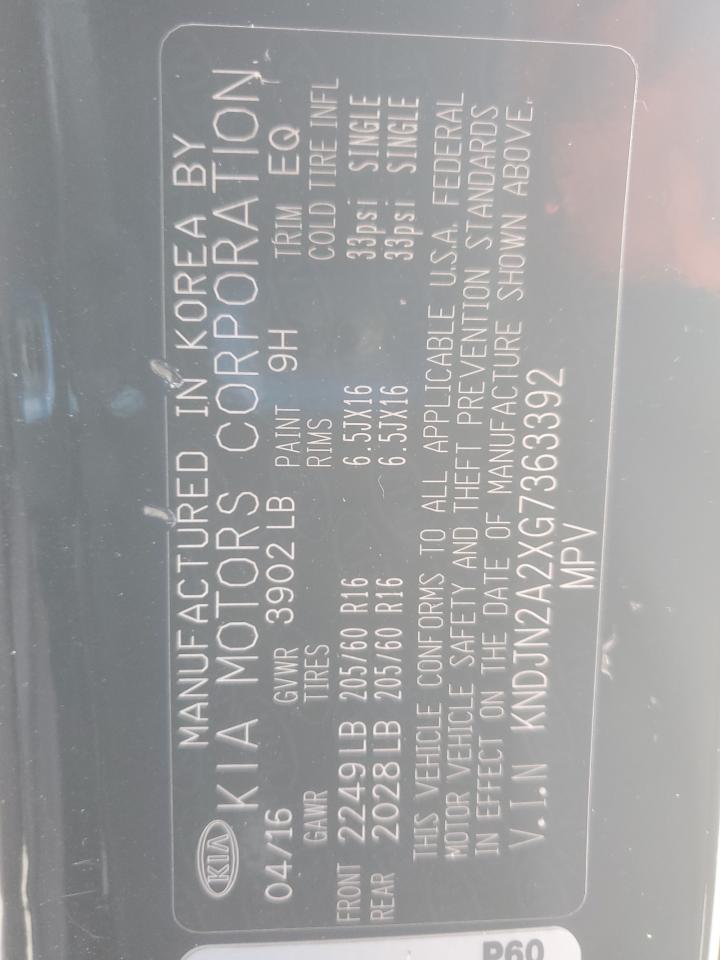 MANUFACTURED IN KOREA BY
KIA KIA MOTORS CORPORATION
04/16 GVWR 3902 LB PAINT 9H TRIM EQ
GAWR TIRES RIMS COLD TIRE INFL
FRONT 2249 LB 205/60 R16 6.5JX16 33psi SINGLE
REAR 2028 LB 205/60 R16 6.5JX16 33psi SINGLE
THIS VEHICLE CONFORMS TO ALL APPLICABLE U.S.A. FEDERAL
MOTOR VEHICLE SAFETY AND THEFT PREVENTION STANDARDS
IN EFFECT ON THE DATE OF MANUFACTURE SHOWN ABOVE.
V.I.N KNDJN2A2XG7363392
MPV
P60